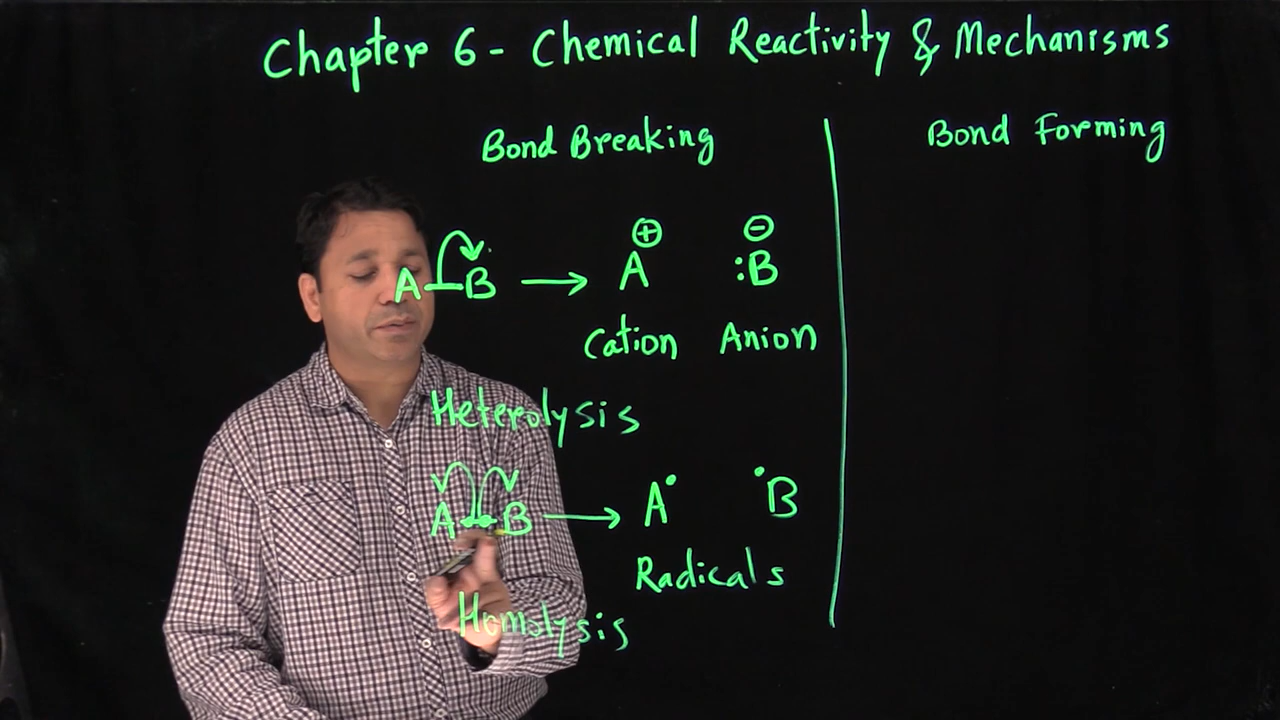 Chapter 6 - Chemical Reactivity & Mechanisms
Bond Breaking
Bond Forming
A — B → A⊕ :B⊖
Cation Anion
Heterolysis
A — B → A• •B
Radicals
Homolysis